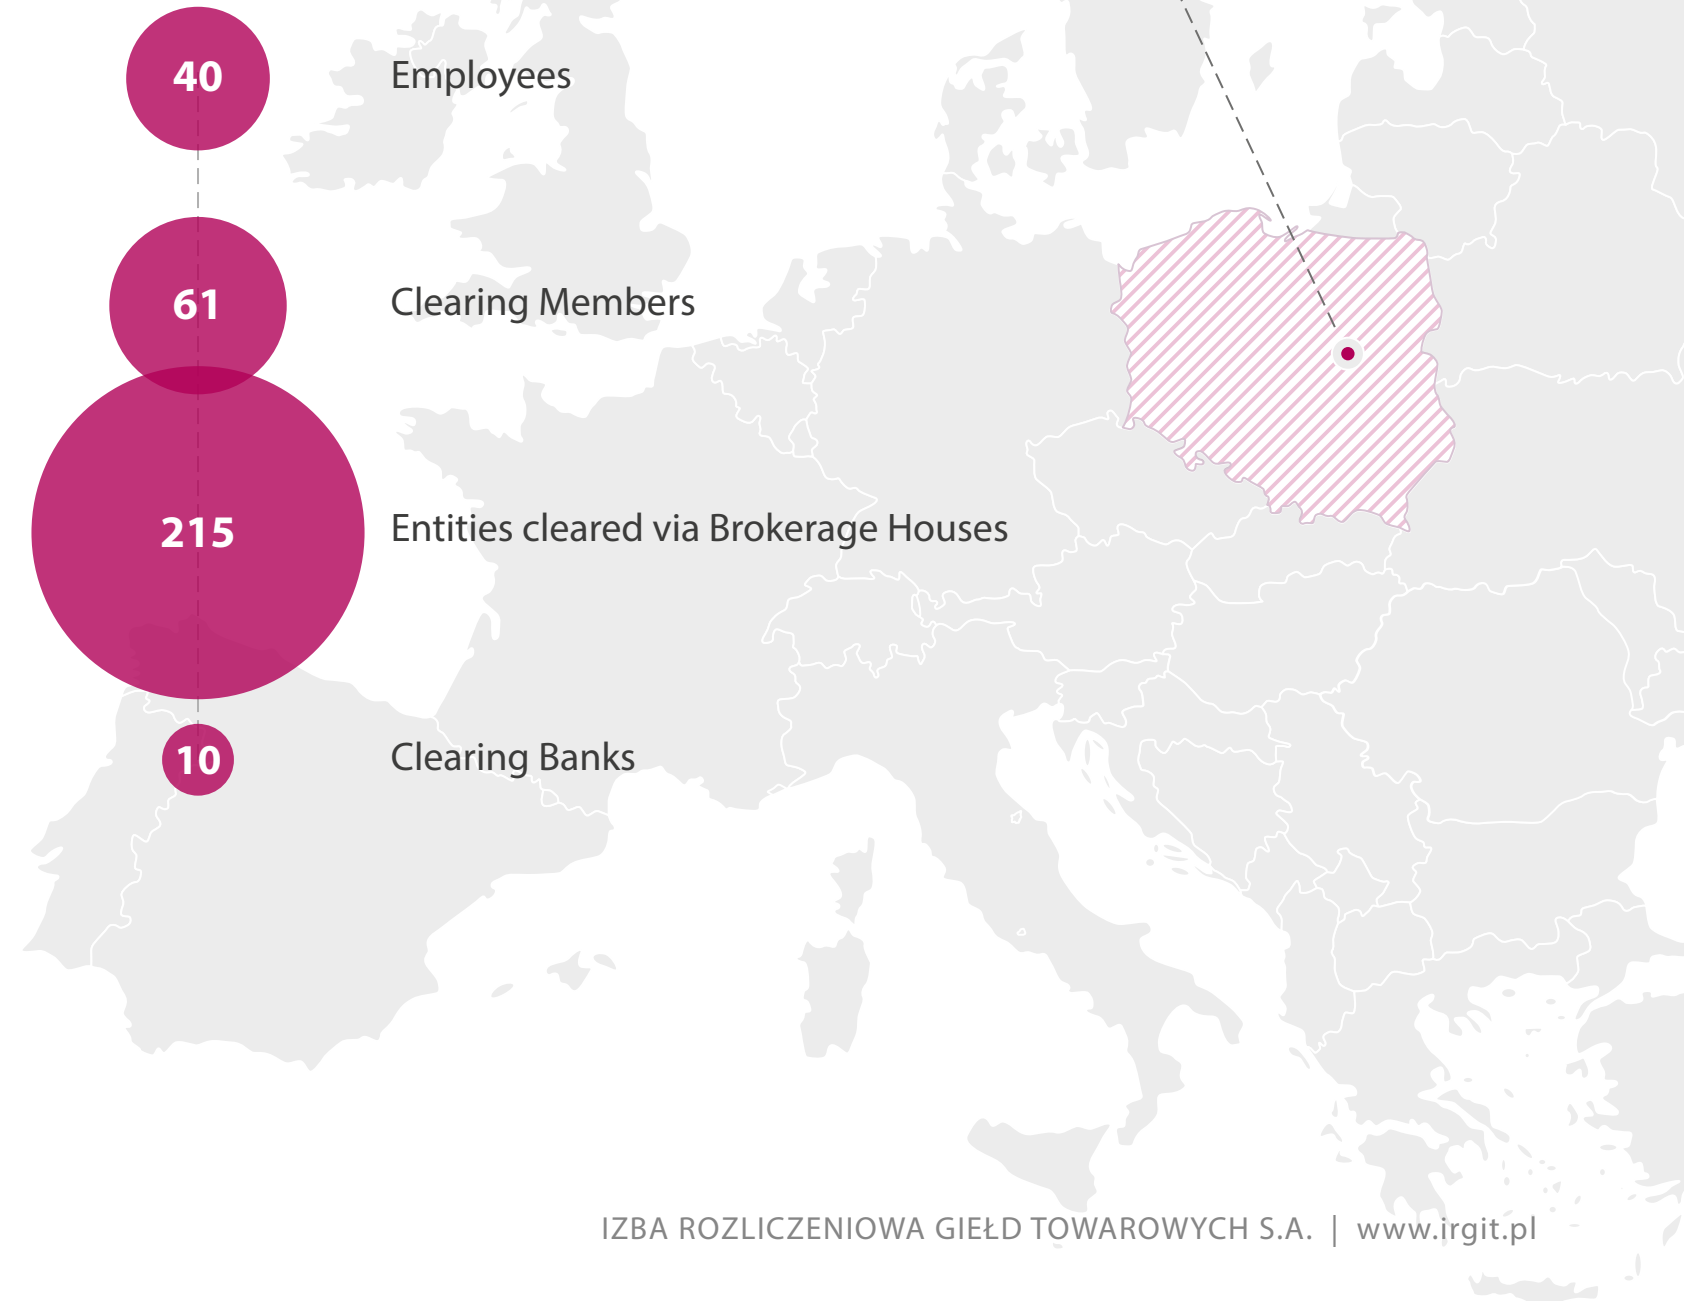 40 Employees
61 Clearing Members
215 Entities cleared via Brokerage Houses
10 Clearing Banks
IZBA ROZLICZENIOWA GIEŁD TOWAROWYCH S.A. | www.irgit.pl